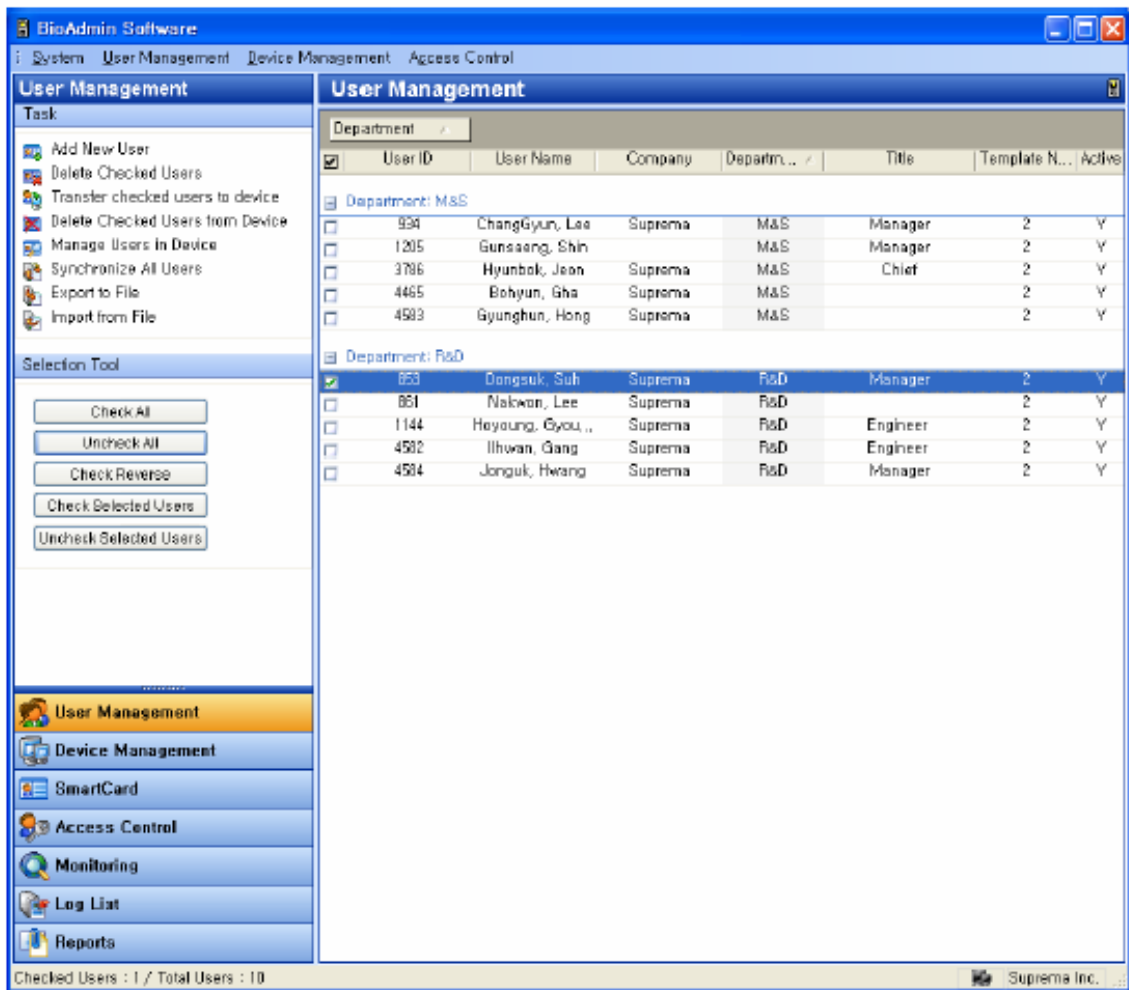 BioAdmin Software
System User Management Device Management Access Control
User Management
Task
Add New User
Delete Checked Users
Transfer checked users to device
Delete Checked Users from Device
Manage Users in Device
Synchronize All Users
Export to File
Import from File
Selection Tool
Check All
Uncheck All
Check Reverse
Check Selected Users
Uncheck Selected Users
User Management
Device Management
SmartCard
Access Control
Monitoring
Log List
Reports
User Management
Department
User ID User Name Company Departm... Title Template N... Active
Department: M&S
934 ChangGyun, Lee Suprema M&S Manager 2 Y
1205 Gunsaeng, Shin M&S Manager 2 Y
3786 Hyunbok, Jeon Suprema M&S Chief 2 Y
4465 Bohyun, Gha Suprema M&S 2 Y
4583 Gyunghun, Hong Suprema M&S 2 Y
Department: R&D
853 Dongsuk, Suh Suprema R&D Manager 2 Y
861 Nakwon, Lee Suprema R&D 2 Y
1144 Heyoung, Gyou... Suprema R&D Engineer 2 Y
4582 Ilhwan, Gang Suprema R&D Engineer 2 Y
4584 Jonguk, Hwang Suprema R&D Manager 2 Y
Checked Users : 1 / Total Users : 10
Suprema Inc.